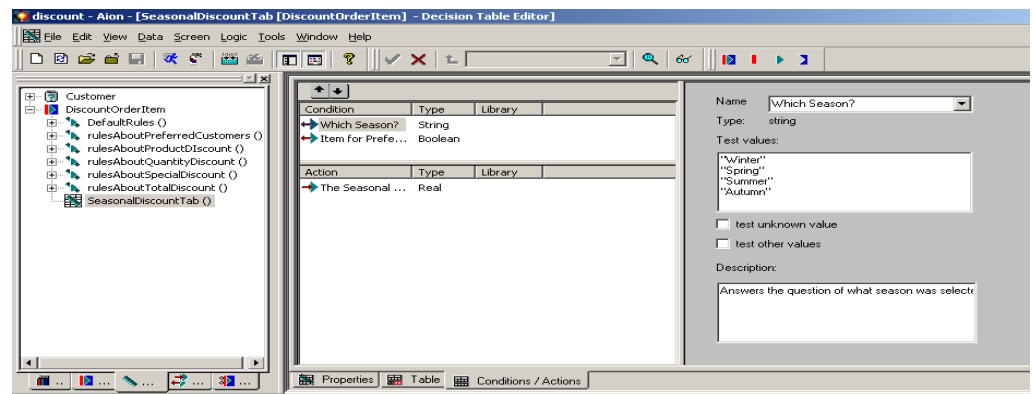 discount - Aion - [SeasonalDiscountTab [DiscountOrderItem] - Decision Table Editor]
File Edit View Data Screen Logic Tools Window Help
Customer
DiscountOrderItem
DefaultRules ()
rulesAboutPreferredCustomers ()
rulesAboutProductDIscount ()
rulesAboutQuantityDiscount ()
rulesAboutSpecialDiscount ()
rulesAboutTotalDiscount ()
SeasonalDiscountTab ()
Condition Type Library
Which Season? String
Item for Prefe... Boolean
Action Type Library
The Seasonal ... Real
Name Which Season?
Type: string
Test values:
"Winter"
"Spring"
"Summer"
"Autumn"
test unknown value
test other values
Description:
Answers the question of what season was selecte
.. ... ... ... ...
Properties Table Conditions / Actions